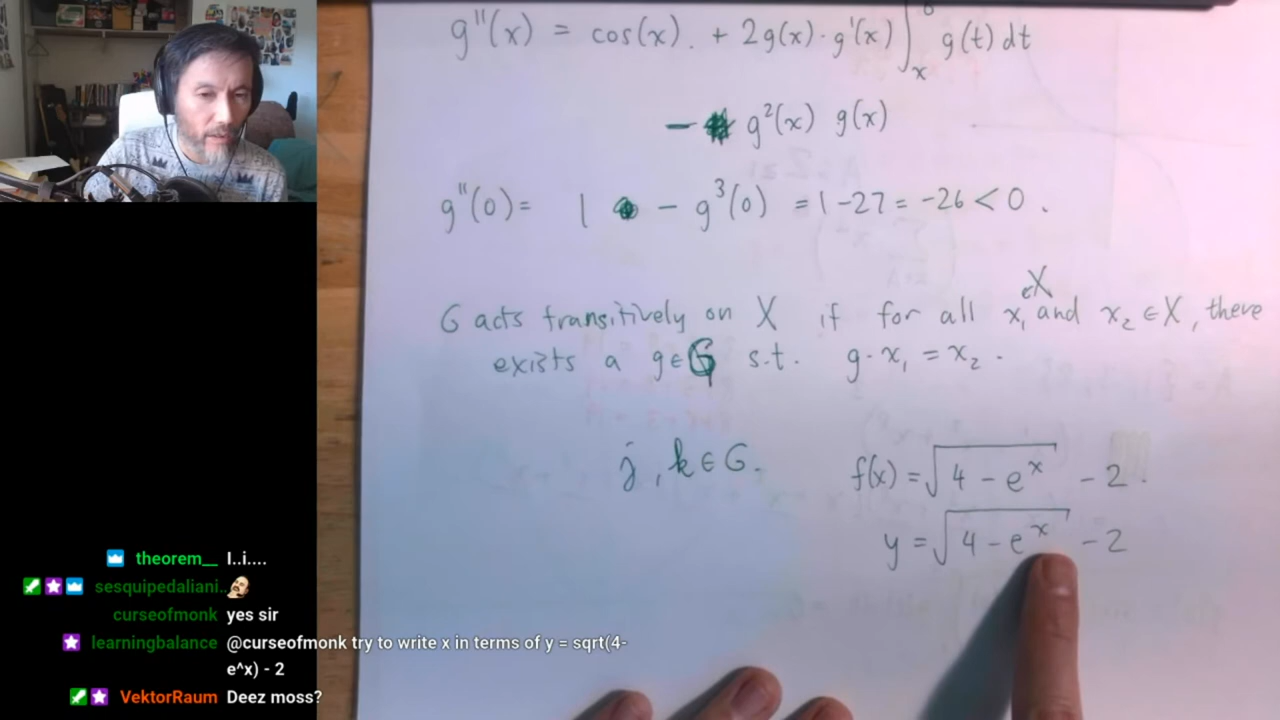 g''(x) = cos(x). + 2g(x)·g'(x) ∫ₓ⁰ g(t) dt
- g²(x) g(x)
g''(0) = 1 - g³(0) = 1 - 27 = -26 < 0.
G acts transitively on X if for all x₁ ∈X and x₂ ∈ X, there
exists a g ∈ G s.t. g · x₁ = x₂.
j, k ∈ G.
f(x) = √(4 - eˣ) - 2.
y = √(4 - eˣ) - 2
theorem__ I..i....
sesquipedaliani..
curseofmonk yes sir
learningbalance @curseofmonk try to write x in terms of y = sqrt(4-
e^x) - 2
VektorRaum Deez moss?